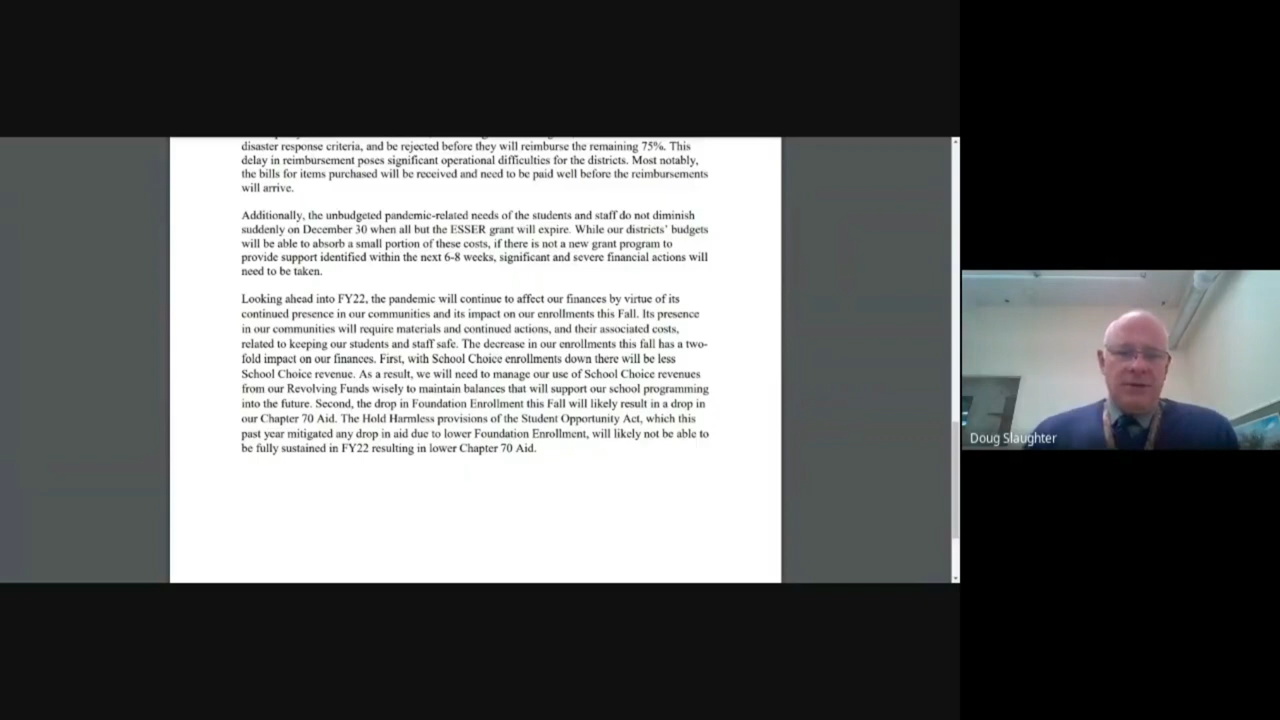 disaster response criteria, and be rejected before they will reimburse the remaining 75%. This
delay in reimbursement poses significant operational difficulties for the districts. Most notably,
the bills for items purchased will be received and need to be paid well before the reimbursements
will arrive.
Additionally, the unbudgeted pandemic-related needs of the students and staff do not diminish
suddenly on December 30 when all but the ESSER grant will expire. While our districts’ budgets
will be able to absorb a small portion of these costs, if there is not a new grant program to
provide support identified within the next 6-8 weeks, significant and severe financial actions will
need to be taken.
Looking ahead into FY22, the pandemic will continue to affect our finances by virtue of its
continued presence in our communities and its impact on our enrollments this Fall. Its presence
in our communities will require materials and continued actions, and their associated costs,
related to keeping our students and staff safe. The decrease in our enrollments this fall has a two-
fold impact on our finances. First, with School Choice enrollments down there will be less
School Choice revenue. As a result, we will need to manage our use of School Choice revenues
from our Revolving Funds wisely to maintain balances that will support our school programming
into the future. Second, the drop in Foundation Enrollment this Fall will likely result in a drop in
our Chapter 70 Aid. The Hold Harmless provisions of the Student Opportunity Act, which this
past year mitigated any drop in aid due to lower Foundation Enrollment, will likely not be able to
be fully sustained in FY22 resulting in lower Chapter 70 Aid.
Doug Slaughter